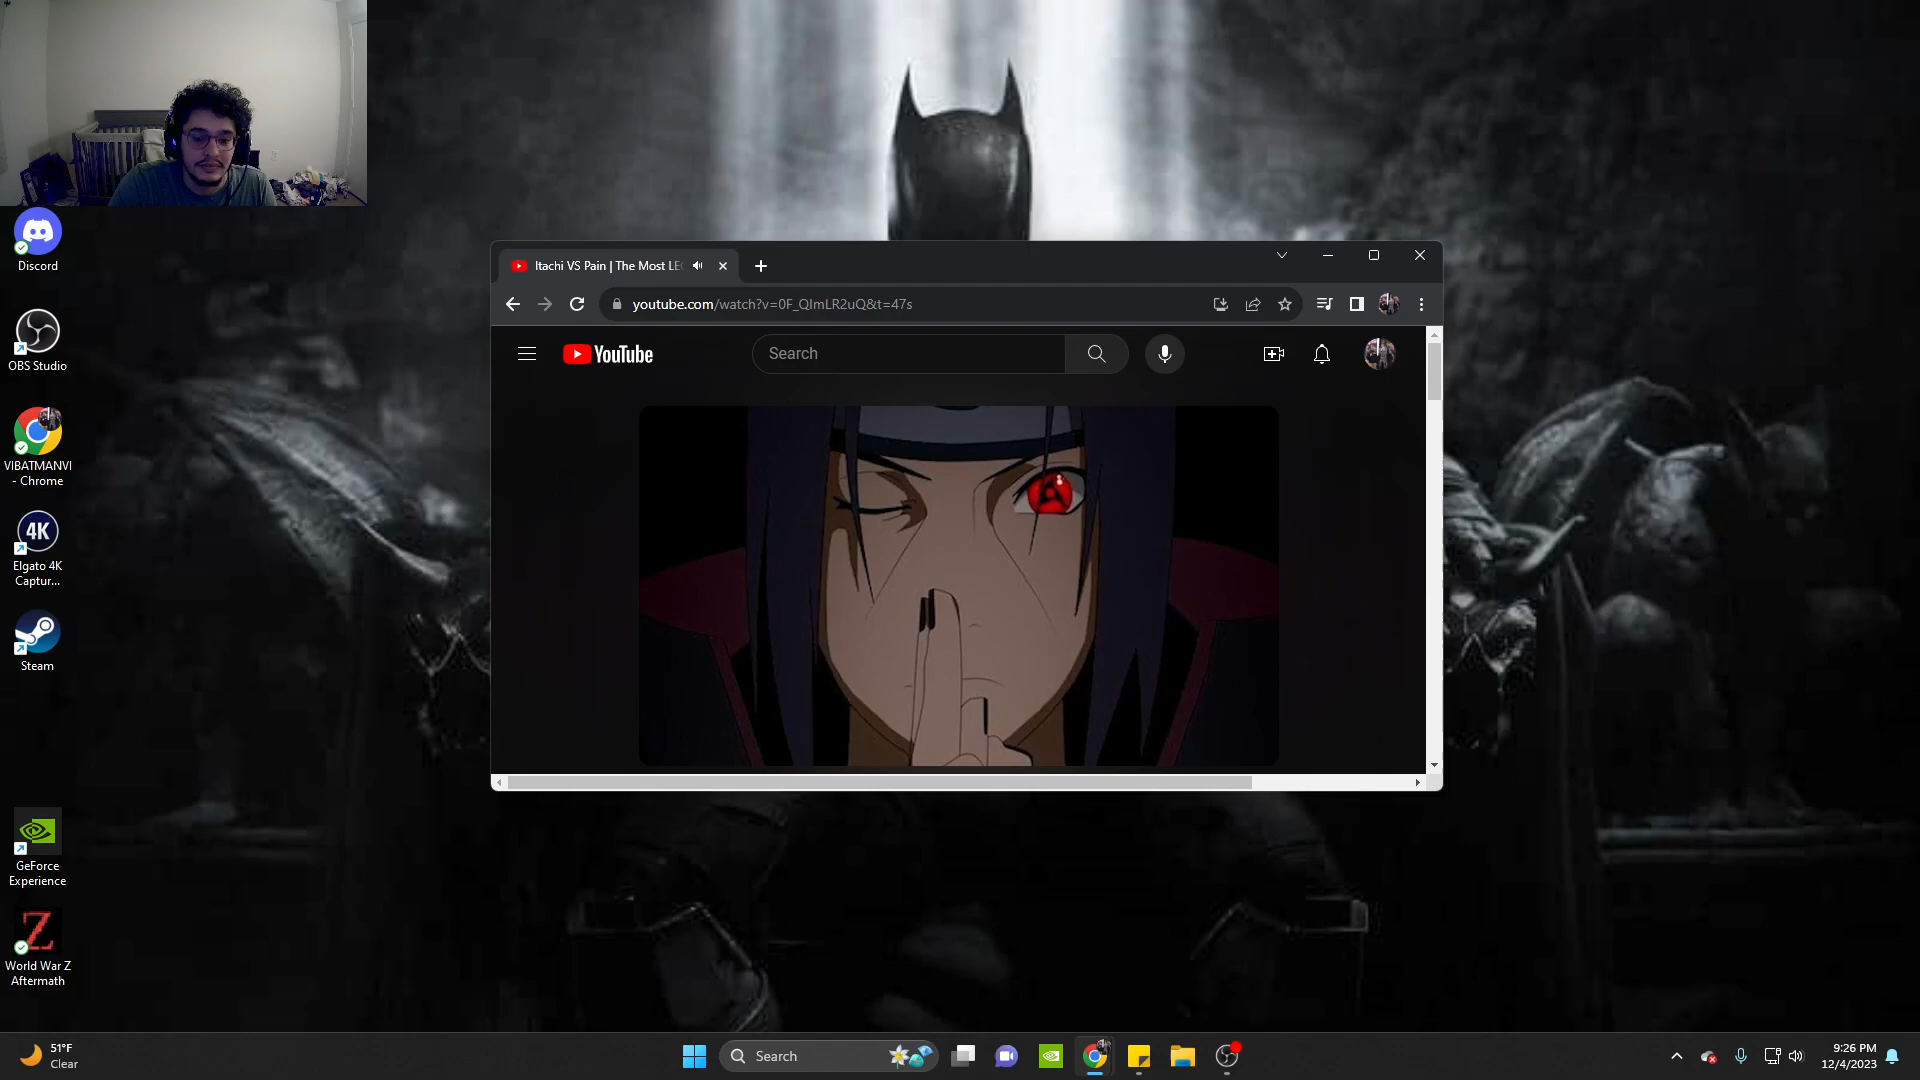 Discord
OBS Studio
VIBATMANVI
- Chrome
4K
Elgato 4K
Captur...
Steam
GeForce
Experience
Z
World War Z
Aftermath
Itachi VS Pain | The Most LE
youtube.com/watch?v=0F_QImLR2uQ&t=47s
YouTube
Search
51°F
Clear
Search
9:26 PM
12/4/2023